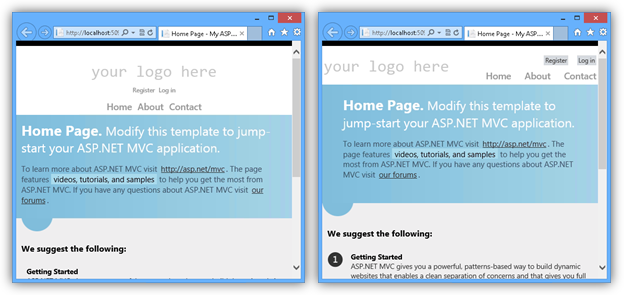 http://localhost:505
Home Page - My ASP....
your logo here
Register Log in
Home About Contact
Home Page. Modify this template to jump-
start your ASP.NET MVC application.
To learn more about ASP.NET MVC visit http://asp.net/mvc . The page
features videos, tutorials, and samples to help you get the most from
ASP.NET MVC. If you have any questions about ASP.NET MVC visit our
forums .
We suggest the following:
Getting Started
http://localhost:505
Home Page - My ASP....
Register Log in
your logo here
Home About Contact
Home Page. Modify this template to
jump-start your ASP.NET MVC
application.
To learn more about ASP.NET MVC visit http://asp.net/mvc . The
page features videos, tutorials, and samples to help you get the
most from ASP.NET MVC. If you have any questions about
ASP.NET MVC visit our forums .
We suggest the following:
1 Getting Started
ASP.NET MVC gives you a powerful, patterns-based way to build dynamic
websites that enables a clean separation of concerns and that gives you full